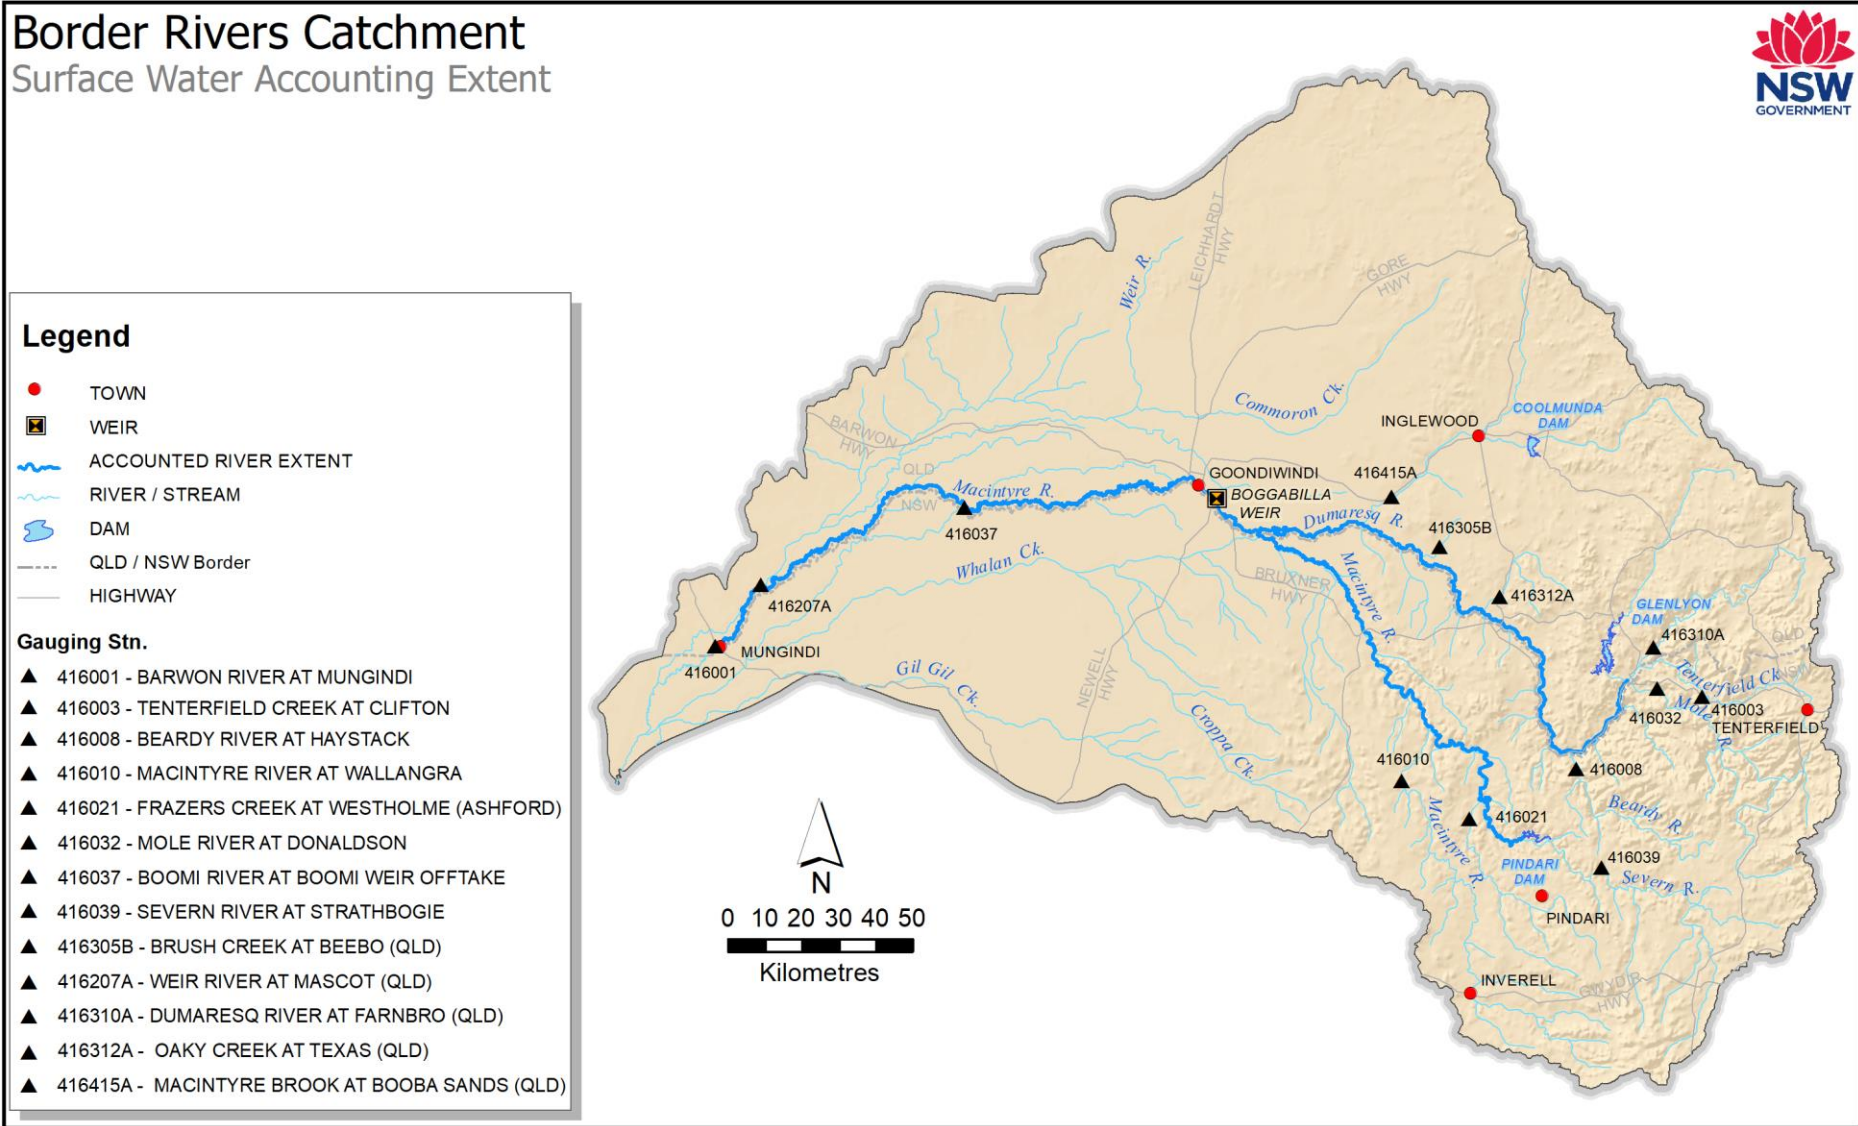 Border Rivers Catchment
Surface Water Accounting Extent
NSW
GOVERNMENT
Legend
TOWN
WEIR
ACCOUNTED RIVER EXTENT
RIVER / STREAM
DAM
QLD / NSW Border
HIGHWAY
Gauging Stn.
416001 - BARWON RIVER AT MUNGINDI
416003 - TENTERFIELD CREEK AT CLIFTON
416008 - BEARDY RIVER AT HAYSTACK
416010 - MACINTYRE RIVER AT WALLANGRA
416021 - FRAZERS CREEK AT WESTHOLME (ASHFORD)
416032 - MOLE RIVER AT DONALDSON
416037 - BOOMI RIVER AT BOOMI WEIR OFFTAKE
416039 - SEVERN RIVER AT STRATHBOGIE
416305B - BRUSH CREEK AT BEEBO (QLD)
416207A - WEIR RIVER AT MASCOT (QLD)
416310A - DUMARESQ RIVER AT FARNBRO (QLD)
416312A - OAKY CREEK AT TEXAS (QLD)
416415A - MACINTYRE BROOK AT BOOBA SANDS (QLD)
LEICHHARDT
HWY
Weir R.
GORE
HWY
Commoron Ck.
BARWON
HWY
INGLEWOOD
COOLMUNDA
DAM
QLD
NSW
Macintyre R.
416037
GOONDIWINDI
BOGGABILLA
WEIR
416415A
Dumaresq R.
416305B
Whalan Ck.
BRUXNER
HWY
Macintyre R.
416312A
416207A
GLENLYON
DAM
416310A
QLD
NSW
MUNGINDI
416001
Gil Gil Ck.
NEWELL
HWY
Croppa Ck.
Tenterfield Ck
416032
Mole R.
416003
TENTERFIELD
416010
416008
Macintyre R.
416021
Beardy R.
416039
Severn R.
PINDARI
DAM
PINDARI
INVERELL
GWYDIR
HWY
N
0 10 20 30 40 50
Kilometres